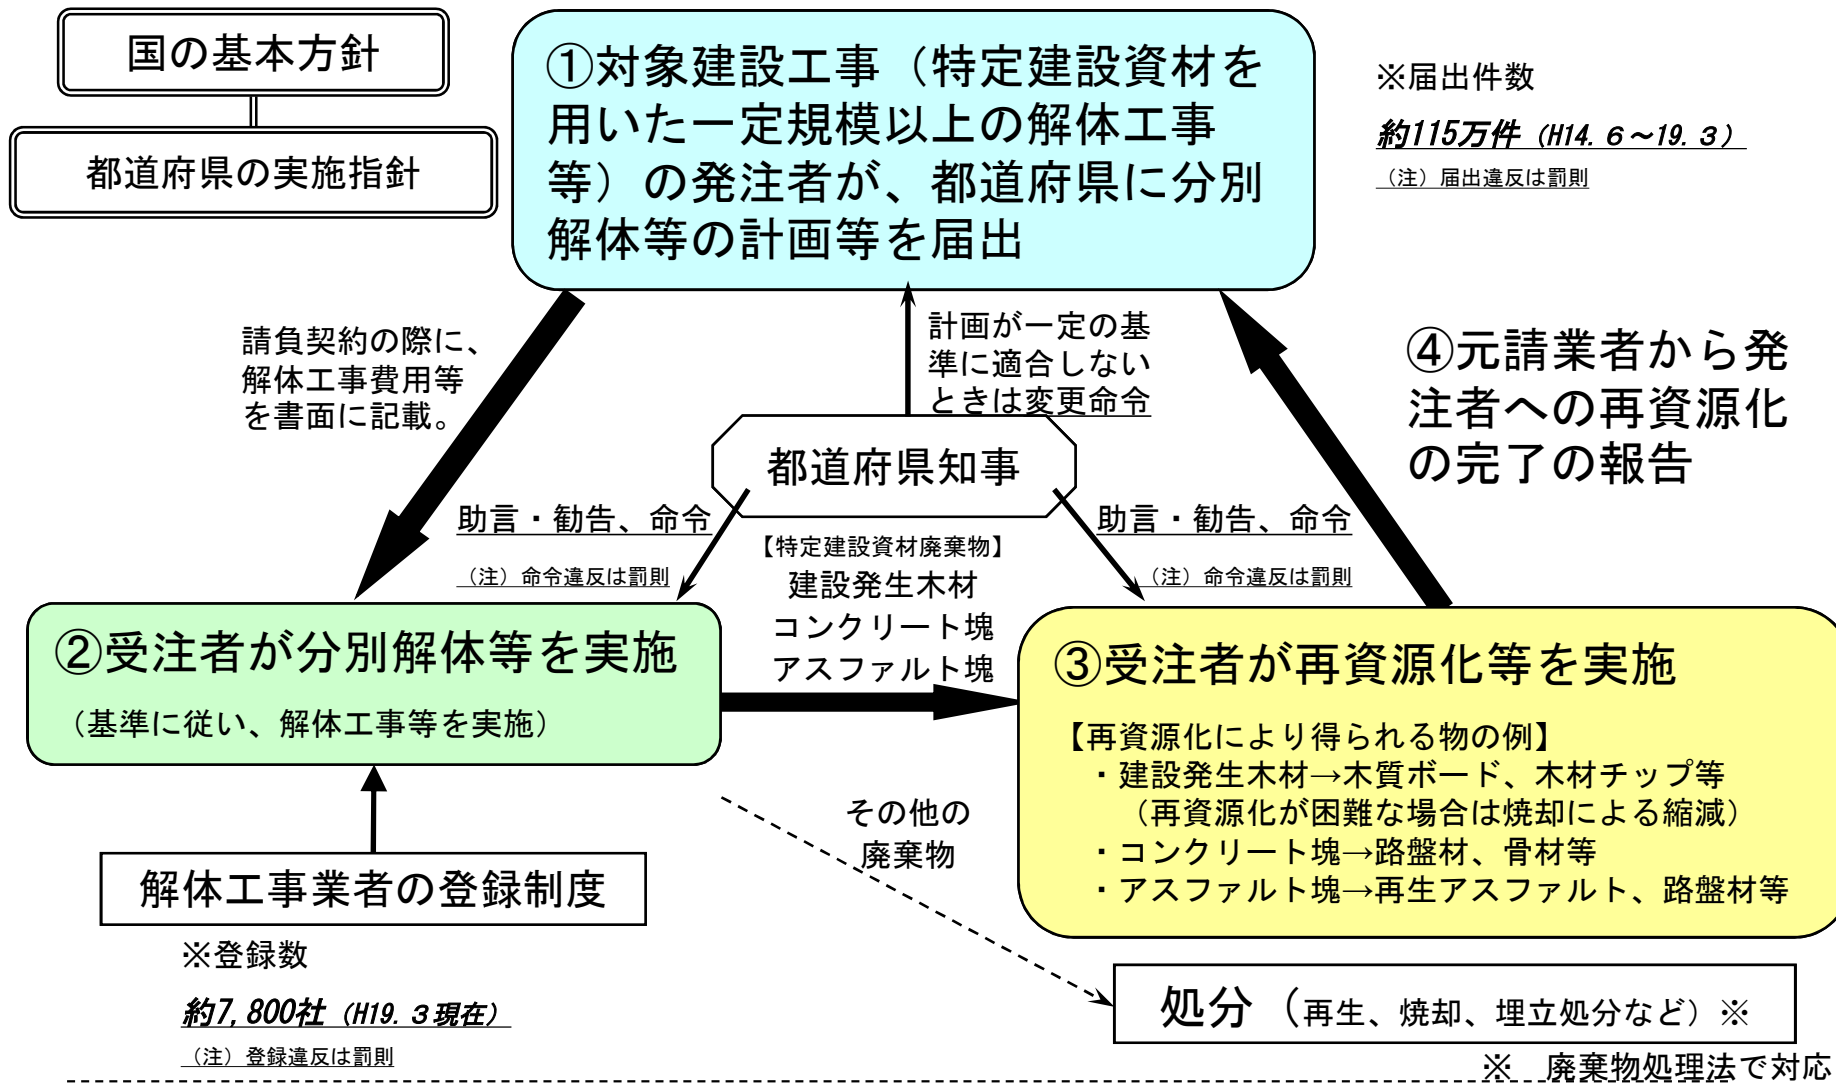 国の基本方針
都道府県の実施指針
①対象建設工事（特定建設資材を
用いた一定規模以上の解体工事
等）の発注者が、都道府県に分別
解体等の計画等を届出
※届出件数
約115万件（H14.６～19.３）
（注）届出違反は罰則
請負契約の際に、
解体工事費用等
を書面に記載。
計画が一定の基
準に適合しない
ときは変更命令
④元請業者から発
注者への再資源化
の完了の報告
都道府県知事
助言・勧告、命令
（注）命令違反は罰則
助言・勧告、命令
（注）命令違反は罰則
【特定建設資材廃棄物】
建設発生木材
コンクリート塊
アスファルト塊
②受注者が分別解体等を実施
（基準に従い、解体工事等を実施）
③受注者が再資源化等を実施
【再資源化により得られる物の例】
・建設発生木材→木質ボード、木材チップ等
（再資源化が困難な場合は焼却による縮減）
・コンクリート塊→路盤材、骨材等
・アスファルト塊→再生アスファルト、路盤材等
その他の
廃棄物
解体工事業者の登録制度
※登録数
約7,800社（H19.３現在）
（注）登録違反は罰則
処分（再生、焼却、埋立処分など）※
※　廃棄物処理法で対応